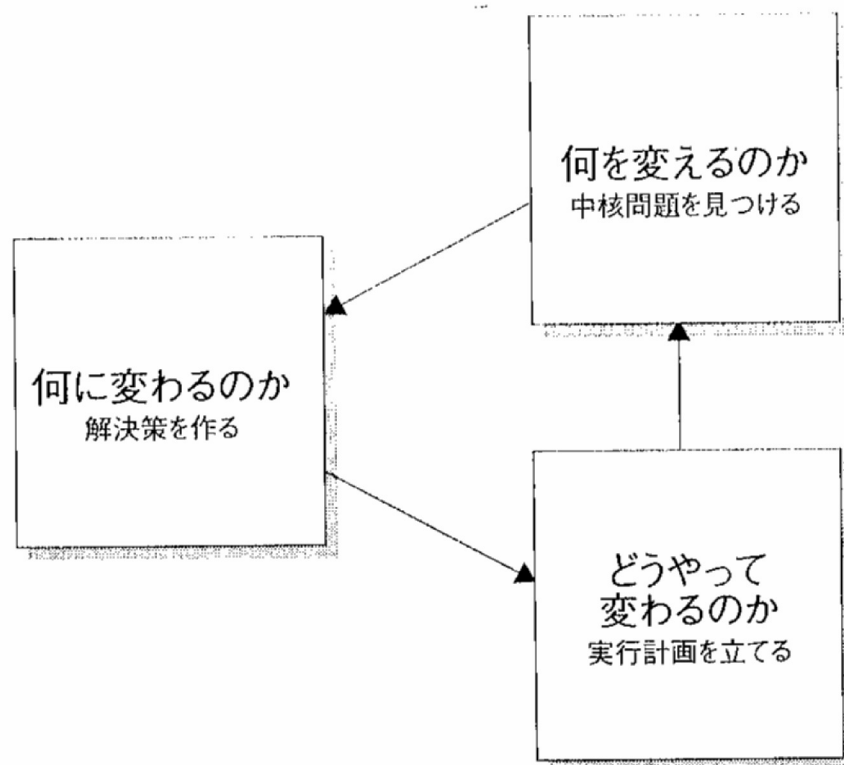 何を変えるのか
中核問題を見つける
何に変わるのか
解決策を作る
どうやって
変わるのか
実行計画を立てる